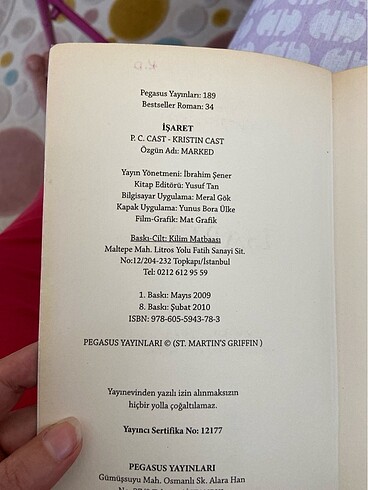 Pegasus Yayınları: 189
Bestseller Roman: 34
İŞARET
P. C. CAST - KRISTIN CAST
Özgün Adı: MARKED
Yayın Yönetmeni: İbrahim Şener
Kitap Editörü: Yusuf Tan
Bilgisayar Uygulama: Meral Gök
Kapak Uygulama: Yunus Bora Ülke
Film-Grafik: Mat Grafik
Baskı-Cilt: Kilim Matbaası
Maltepe Mah. Litros Yolu Fatih Sanayi Sit.
No:12/204-232 Topkapı/İstanbul
Tel: 0212 612 95 59
1. Baskı: Mayıs 2009
8. Baskı: Şubat 2010
ISBN: 978-605-5943-78-3
PEGASUS YAYINLARI © (ST. MARTIN'S GRIFFIN )
Yayınevinden yazılı izin alınmaksızın
hiçbir yolla çoğaltılamaz.
Yayıncı Sertifika No: 12177
PEGASUS YAYINLARI
Gümüşsuyu Mah. Osmanlı Sk. Alara Han